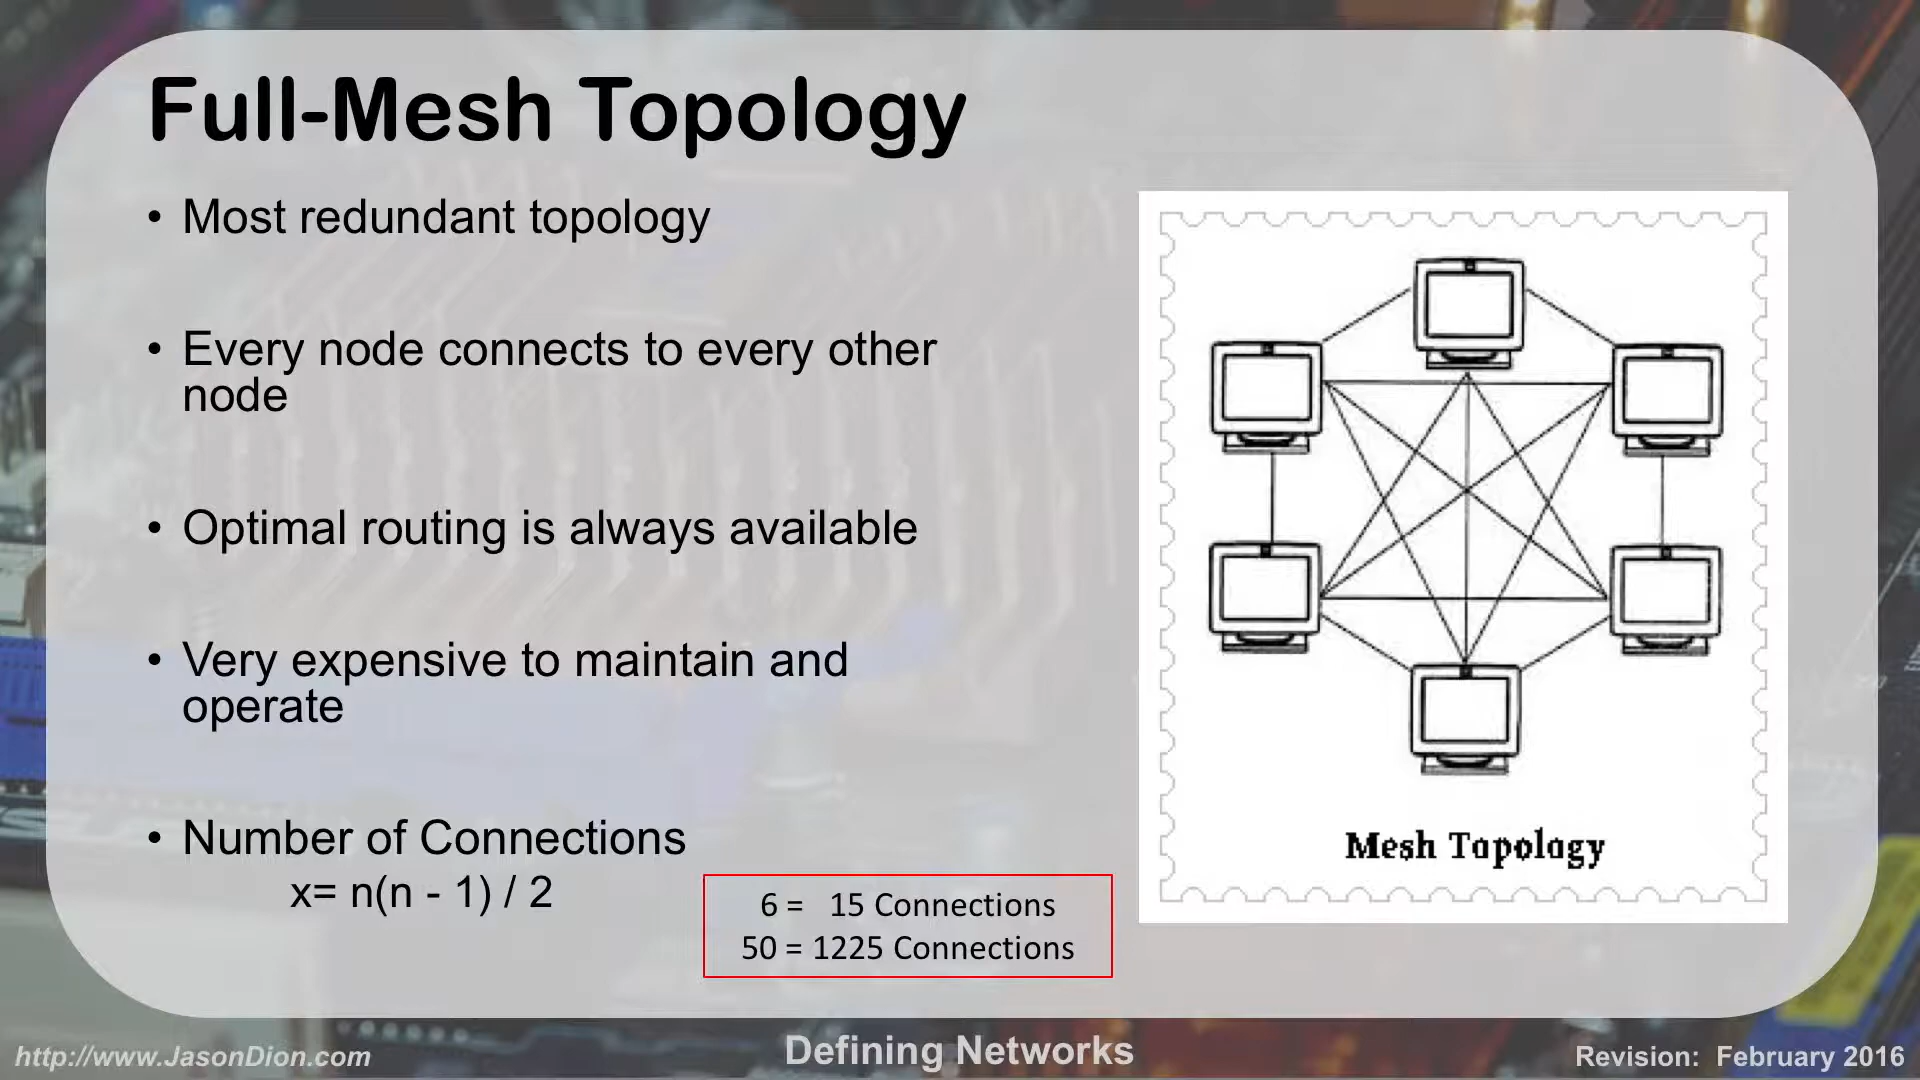 Full-Mesh Topology
• Most redundant topology
• Every node connects to every other
node
• Optimal routing is always available
• Very expensive to maintain and
operate
• Number of Connections
x= n(n - 1) / 2
6 = 15 Connections
50 = 1225 Connections
Mesh Topology
http://www.JasonDion.com
Defining Networks
Revision: February 2016